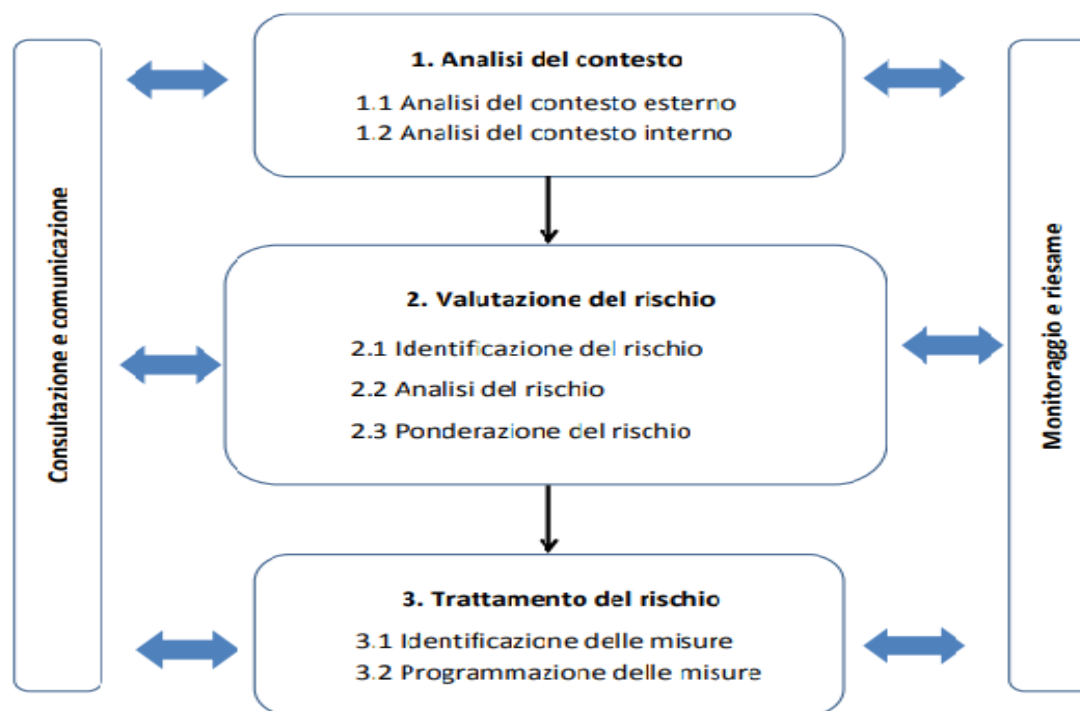 Consultazione e comunicazione
1. Analisi del contesto
1.1 Analisi del contesto esterno
1.2 Analisi del contesto interno
2. Valutazione del rischio
2.1 Identificazione del rischio
2.2 Analisi del rischio
2.3 Ponderazione del rischio
3. Trattamento del rischio
3.1 Identificazione delle misure
3.2 Programmazione delle misure
Monitoraggio e riesame